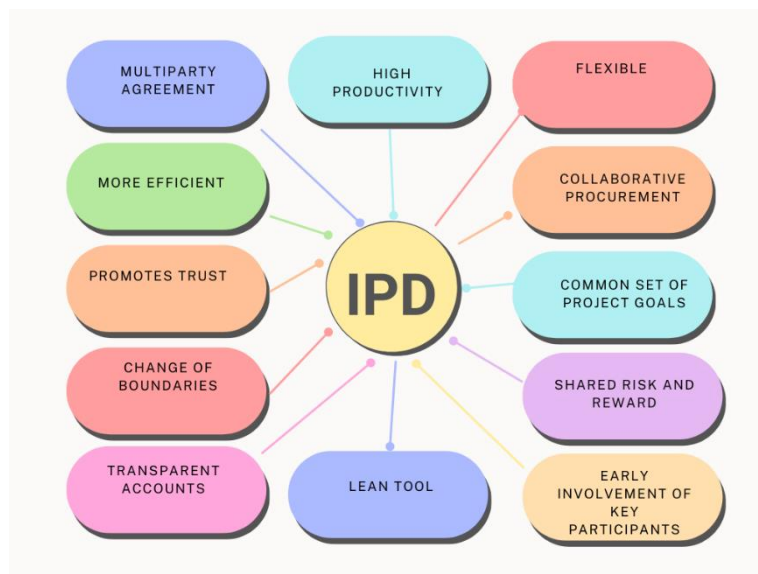 MULTIPARTY
AGREEMENT
HIGH
PRODUCTIVITY
FLEXIBLE
MORE EFFICIENT
COLLABORATIVE
PROCUREMENT
PROMOTES TRUST
IPD
COMMON SET OF
PROJECT GOALS
CHANGE OF
BOUNDARIES
SHARED RISK AND
REWARD
TRANSPARENT
ACCOUNTS
LEAN TOOL
EARLY
INVOLVEMENT OF
KEY
PARTICIPANTS